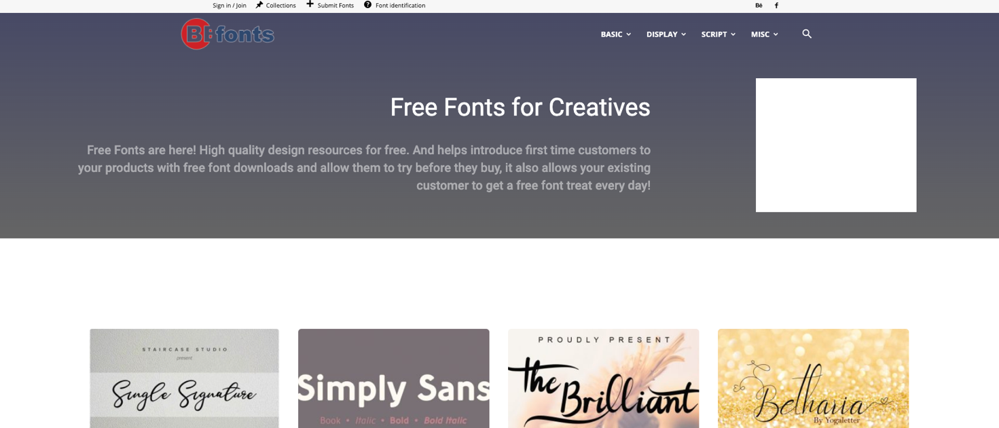 Sign in / Join Collections Submit Fonts Font identification Bē f
BFfonts
BASIC DISPLAY SCRIPT MISC
Free Fonts for Creatives
Free Fonts are here! High quality design resources for free. And helps introduce first time customers to
your products with free font downloads and allow them to try before they buy, it also allows your existing
customer to get a free font treat every day!
STAIRCASE STUDIO
present
Single Signature
Simply Sans
Book • Italic • Bold • Bold Italic
PROUDLY PRESENT
the
Brilliant
Betharia
By Yogaletter